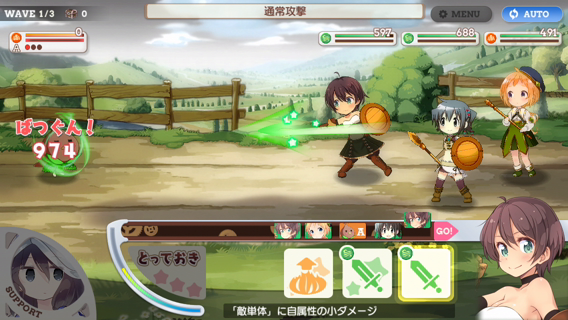 WAVE 1/3 0
通常攻撃
MENU
AUTO
0
A
597
688
491
ばつぐん!
974
A
GO!
とっておき
SUPPORT
「敵単体」に自属性の小ダメージ